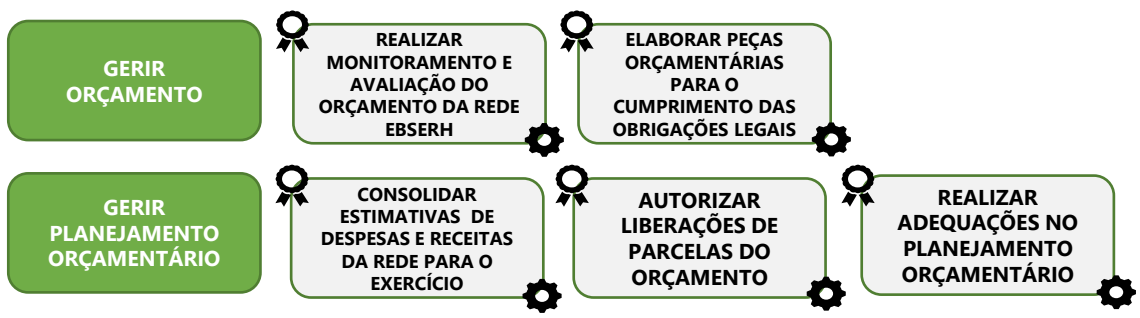 GERIR
ORÇAMENTO
REALIZAR
MONITORAMENTO E
AVALIAÇÃO DO
ORÇAMENTO DA REDE
EBSERH
ELABORAR PEÇAS
ORÇAMENTÁRIAS
PARA O
CUMPRIMENTO DAS
OBRIGAÇÕES LEGAIS
GERIR
PLANEJAMENTO
ORÇAMENTÁRIO
CONSOLIDAR
ESTIMATIVAS DE
DESPESAS E RECEITAS
DA REDE PARA O
EXERCÍCIO
AUTORIZAR
LIBERAÇÕES DE
PARCELAS DO
ORÇAMENTO
REALIZAR
ADEQUAÇÕES NO
PLANEJAMENTO
ORÇAMENTÁRIO